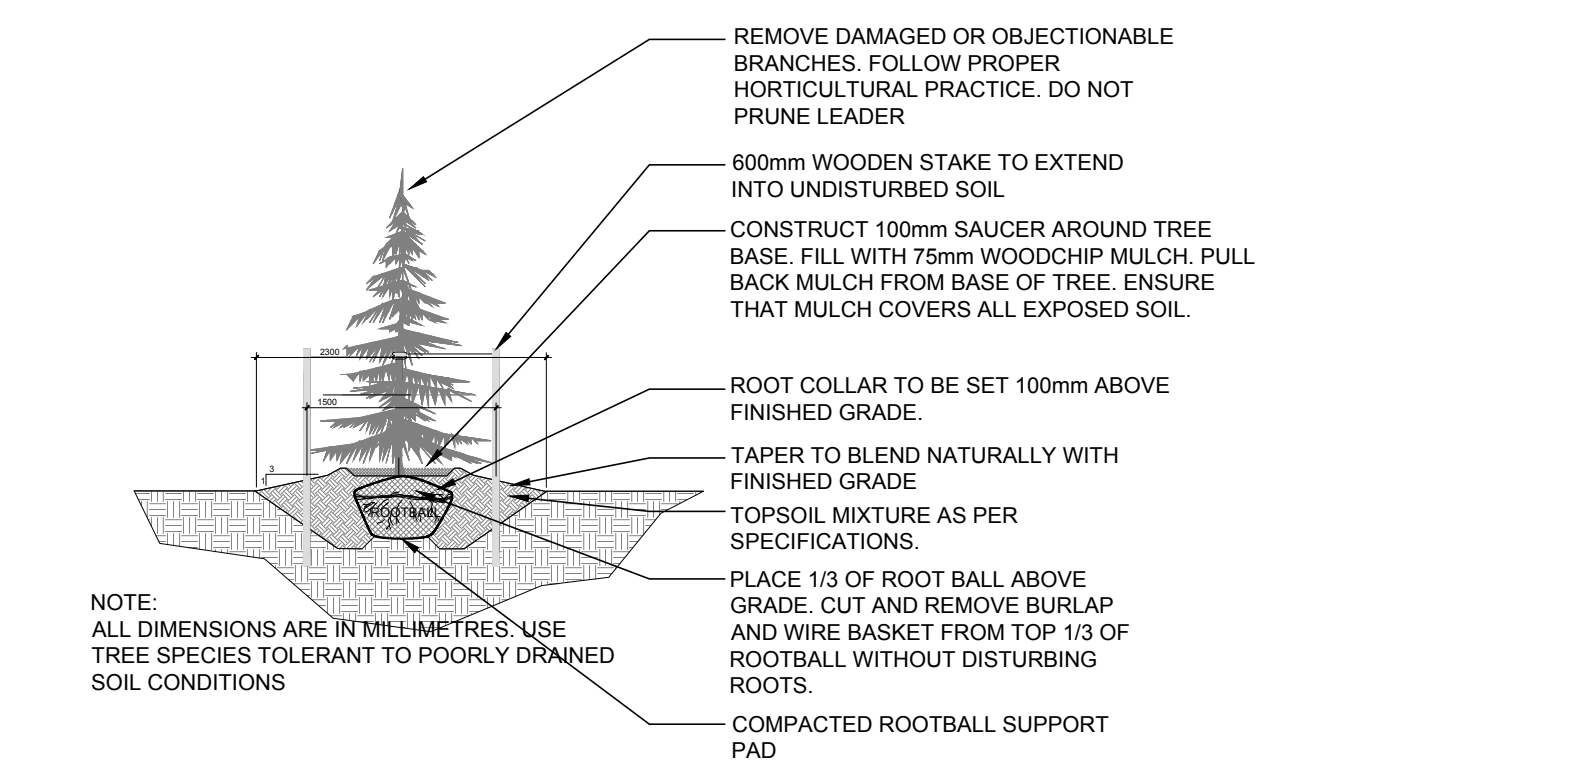 REMOVE DAMAGED OR OBJECTIONABLE
BRANCHES. FOLLOW PROPER
HORTICULTURAL PRACTICE. DO NOT
PRUNE LEADER
600mm WOODEN STAKE TO EXTEND
INTO UNDISTURBED SOIL
CONSTRUCT 100mm SAUCER AROUND TREE
BASE. FILL WITH 75mm WOODCHIP MULCH. PULL
BACK MULCH FROM BASE OF TREE. ENSURE
THAT MULCH COVERS ALL EXPOSED SOIL.
2300
ROOT COLLAR TO BE SET 100mm ABOVE
FINISHED GRADE.
1500
TAPER TO BLEND NATURALLY WITH
FINISHED GRADE
3
1
ROOTBALL
TOPSOIL MIXTURE AS PER
SPECIFICATIONS.
PLACE 1/3 OF ROOT BALL ABOVE
GRADE. CUT AND REMOVE BURLAP
AND WIRE BASKET FROM TOP 1/3 OF
ROOTBALL WITHOUT DISTURBING
ROOTS.
NOTE:
ALL DIMENSIONS ARE IN MILLIMETRES. USE
TREE SPECIES TOLERANT TO POORLY DRAINED
SOIL CONDITIONS
COMPACTED ROOTBALL SUPPORT
PAD